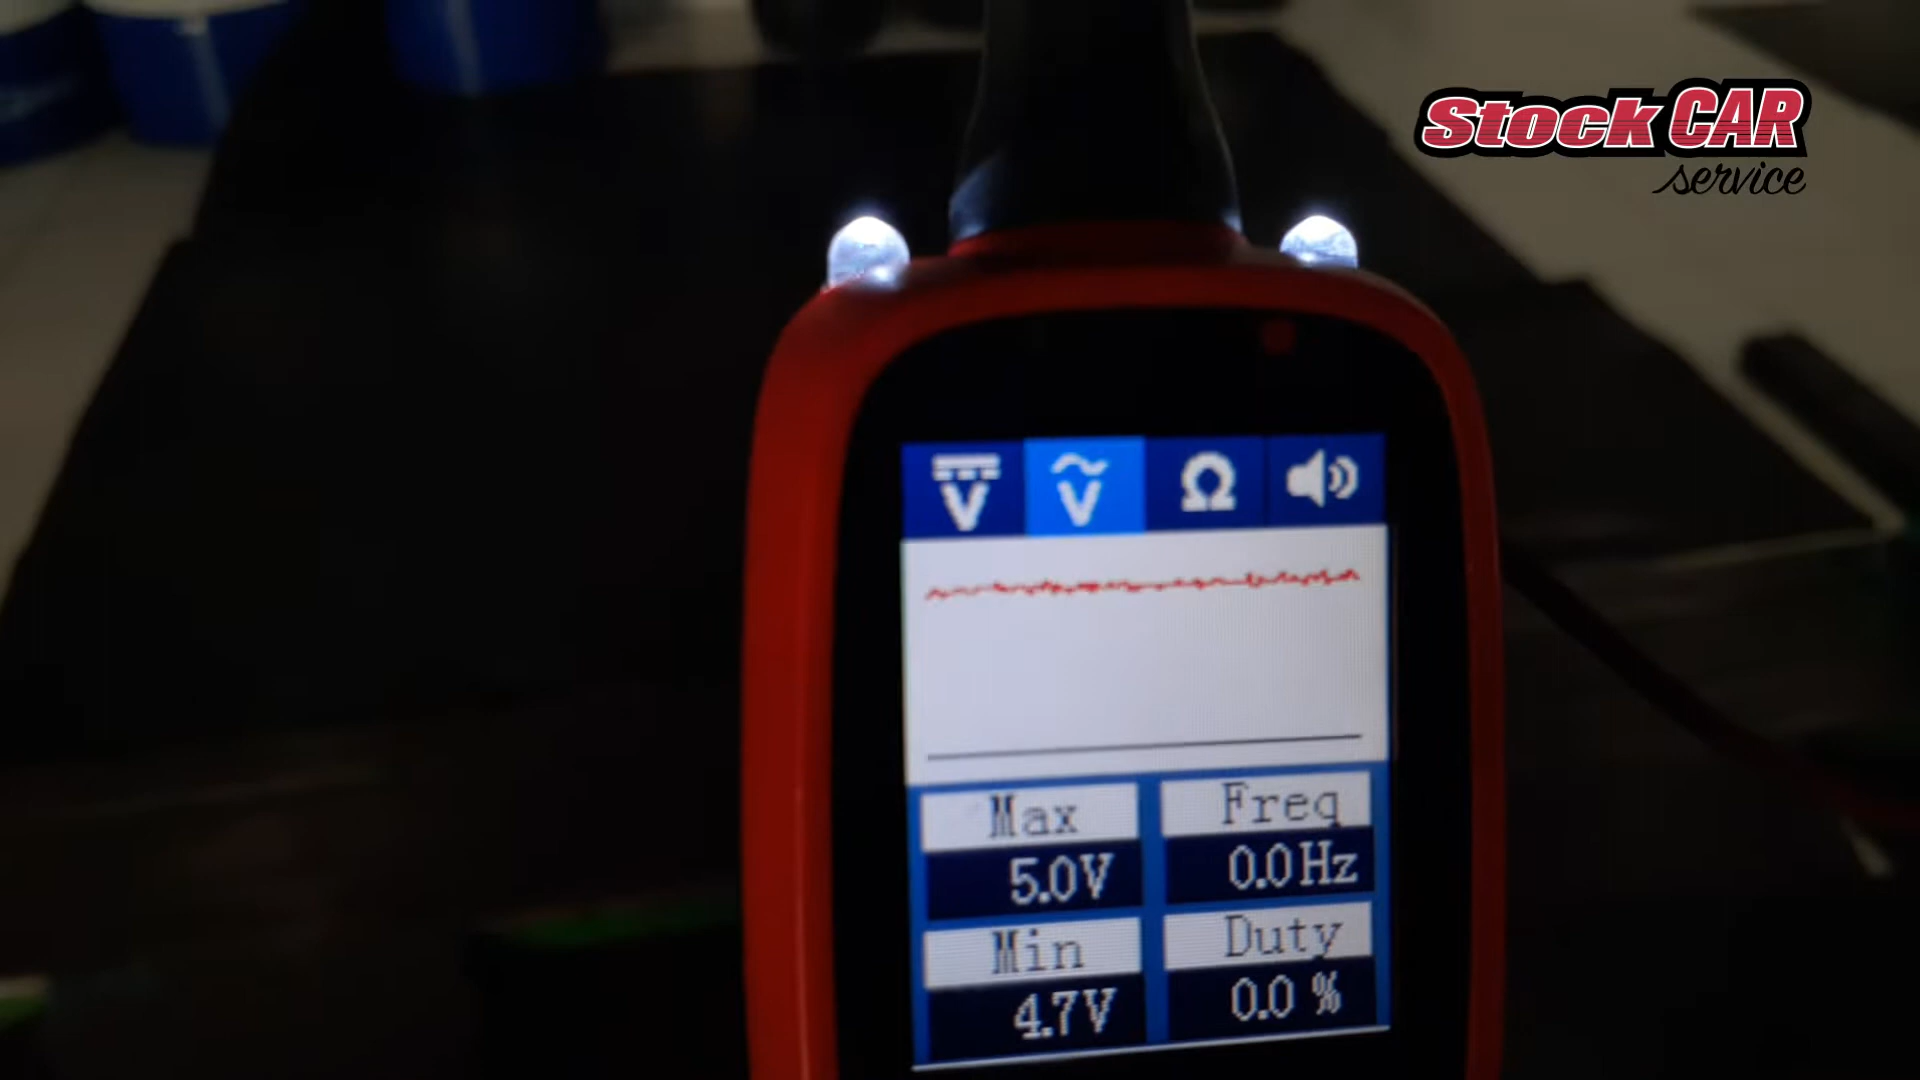 Stock CAR
service
V V Ω
Max Freq
5.0V 0.0Hz
Min Duty
4.7V 0.0 %